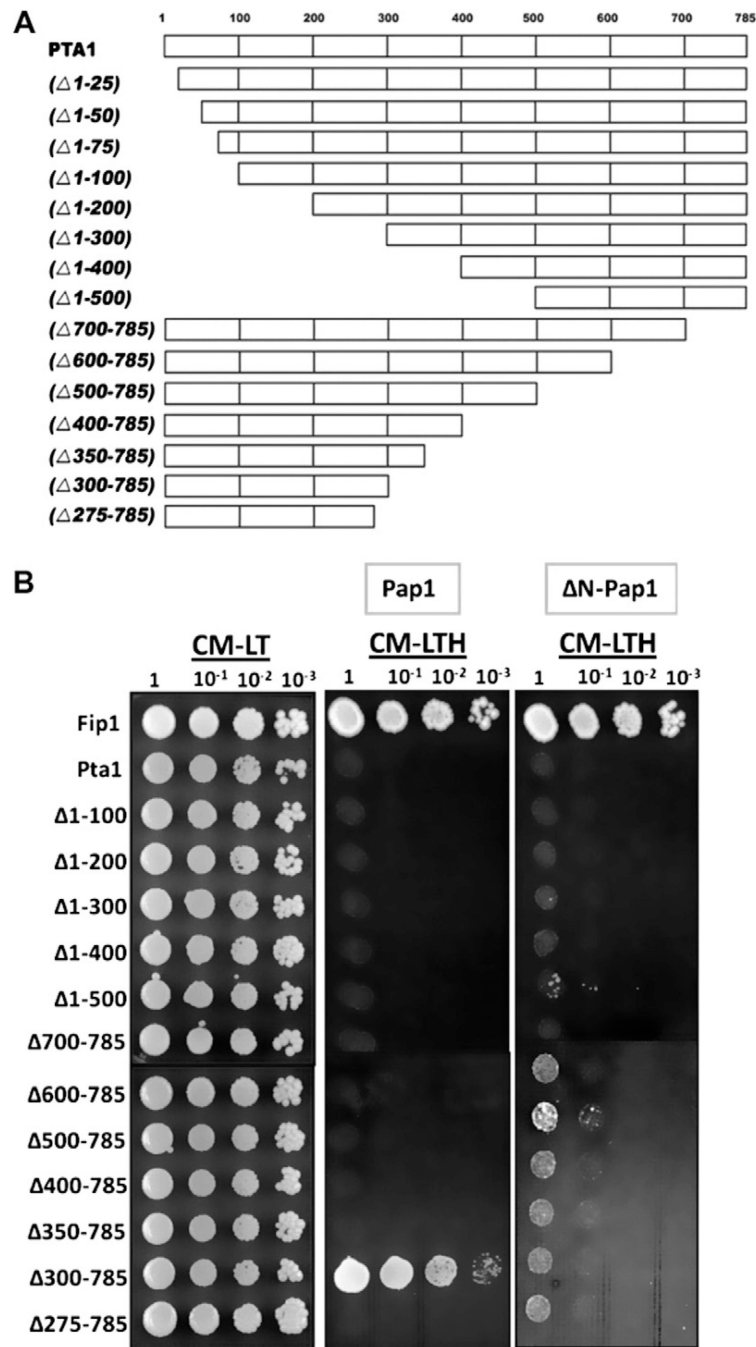 A
1 100 200 300 400 500 600 700 785
PTA1
(△1-25)
(△1-50)
(△1-75)
(△1-100)
(△1-200)
(△1-300)
(△1-400)
(△1-500)
(△700-785)
(△600-785)
(△500-785)
(△400-785)
(△350-785)
(△300-785)
(△275-785)
B
Pap1 ΔN-Pap1
CM-LT CM-LTH CM-LTH
1 10⁻¹ 10⁻² 10⁻³ 1 10⁻¹ 10⁻² 10⁻³ 1 10⁻¹ 10⁻² 10⁻³
Fip1
Pta1
Δ1-100
Δ1-200
Δ1-300
Δ1-400
Δ1-500
Δ700-785
Δ600-785
Δ500-785
Δ400-785
Δ350-785
Δ300-785
Δ275-785